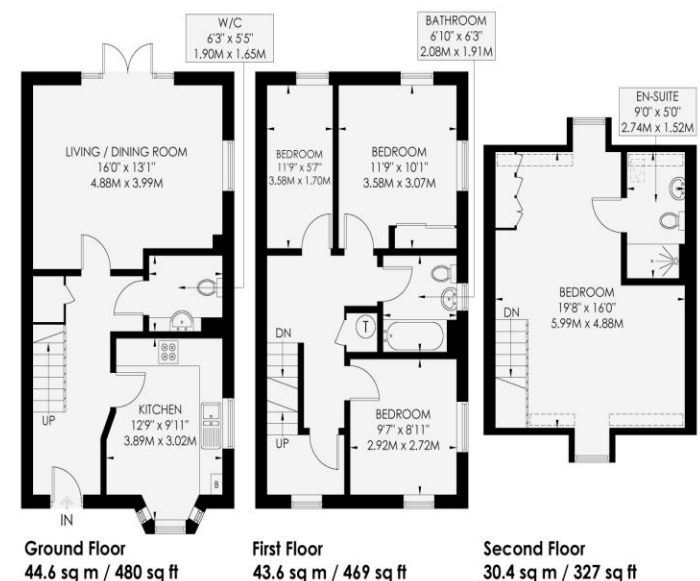 W/C
6'3" x 5'5"
1.90M x 1.65M
LIVING / DINING ROOM
16'0" x 13'1"
4.88M x 3.99M
KITCHEN
12'9" x 9'11"
3.89M x 3.02M
UP
B
IN
Ground Floor
44.6 sq m / 480 sq ft
BATHROOM
6'10" x 6'3"
2.08M x 1.91M
BEDROOM
11'9" x 5'7"
3.58M x 1.70M
BEDROOM
11'9" x 10'1"
3.58M x 3.07M
DN
T
UP
BEDROOM
9'7" x 8'11"
2.92M x 2.72M
First Floor
43.6 sq m / 469 sq ft
EN-SUITE
9'0" x 5'0"
2.74M x 1.52M
BEDROOM
19'8" x 16'0"
5.99M x 4.88M
DN
Second Floor
30.4 sq m / 327 sq ft